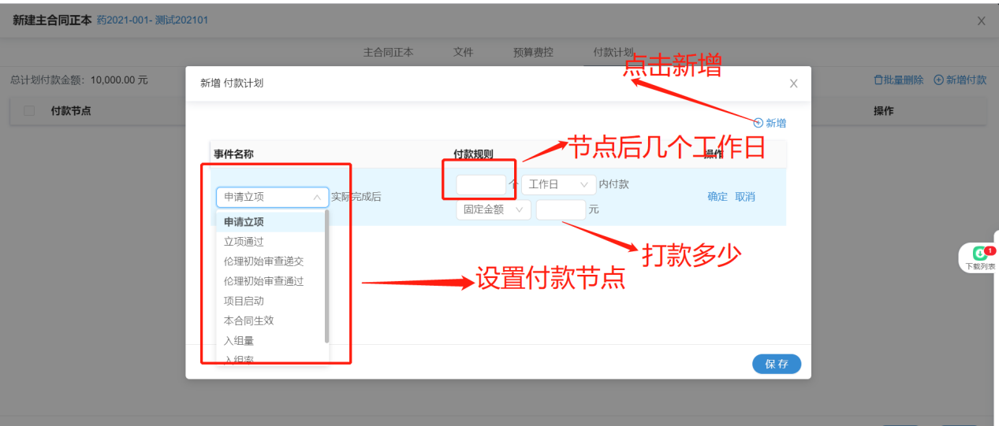 新建主合同正本 药2021-001- 测试202101
主合同正本 文件 预算费控 付款计划
点击新增
总计划付款金额：10,000.00 元
批量删除 新增付款
新增 付款计划
付款节点
操作
新增
节点后几个工作日
事件名称 付款规则 操作
个 工作日 内付款
申请立项 实际完成后
确定 取消
固定金额 元
申请立项
立项通过
打款多少
伦理初始审查递交
设置付款节点
伦理初始审查通过
项目启动
本合同生效
入组量
入组率
保存
1
下载列表